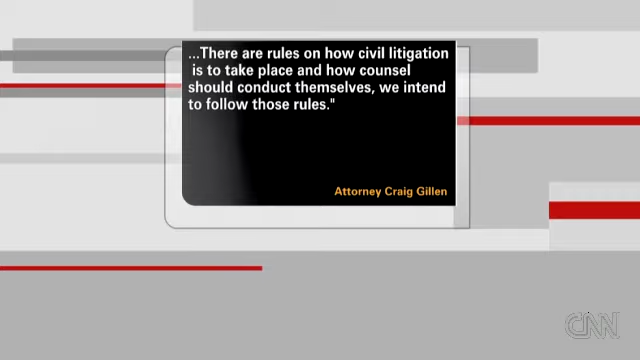 ...There are rules on how civil litigation
is to take place and how counsel
should conduct themselves, we intend
to follow those rules."
Attorney Craig Gillen
CNN